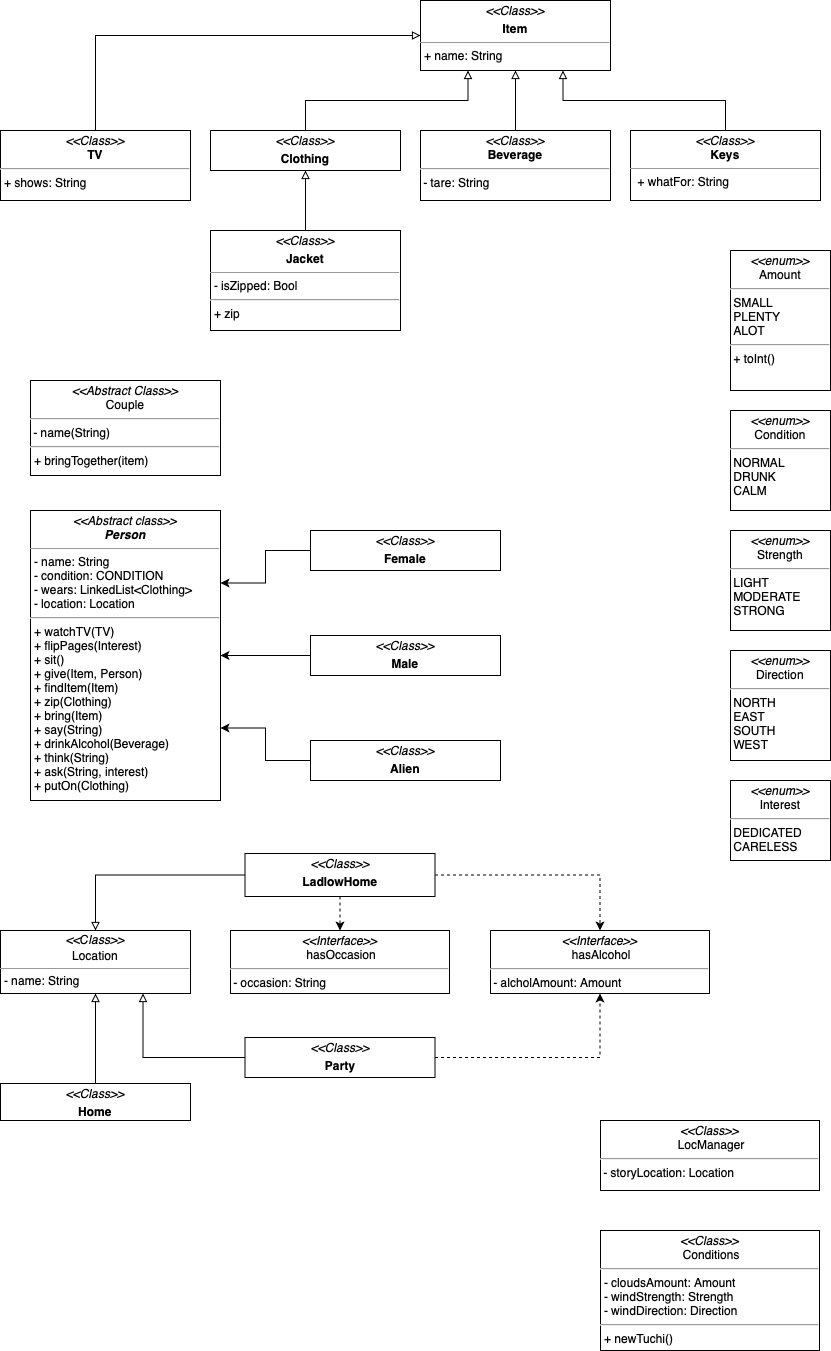 <<Class>>
Item
+ name: String
<<Class>>
TV
+ shows: String
<<Class>>
Clothing
<<Class>>
Beverage
- tare: String
<<Class>>
Keys
+ whatFor: String
<<Class>>
Jacket
- isZipped: Bool
+ zip
<<enum>>
Amount
SMALL
PLENTY
ALOT
+ toInt()
<<Abstract Class>>
Couple
- name(String)
+ bringTogether(item)
<<enum>>
Condition
NORMAL
DRUNK
CALM
<<Abstract class>>
Person
- name: String
- condition: CONDITION
- wears: LinkedList<Clothing>
- location: Location
+ watchTV(TV)
+ flipPages(Interest)
+ sit()
+ give(Item, Person)
+ findItem(Item)
+ zip(Clothing)
+ bring(Item)
+ say(String)
+ drinkAlcohol(Beverage)
+ think(String)
+ ask(String, interest)
+ putOn(Clothing)
<<Class>>
Female
<<Class>>
Male
<<Class>>
Alien
<<enum>>
Strength
LIGHT
MODERATE
STRONG
<<enum>>
Direction
NORTH
EAST
SOUTH
WEST
<<enum>>
Interest
DEDICATED
CARELESS
<<Class>>
LadlowHome
<<Class>>
Location
- name: String
<<Interface>>
hasOccasion
- occasion: String
<<Interface>>
hasAlcohol
- alcholAmount: Amount
<<Class>>
Party
<<Class>>
Home
<<Class>>
LocManager
- storyLocation: Location
<<Class>>
Conditions
- cloudsAmount: Amount
- windStrength: Strength
- windDirection: Direction
+ newTuchi()